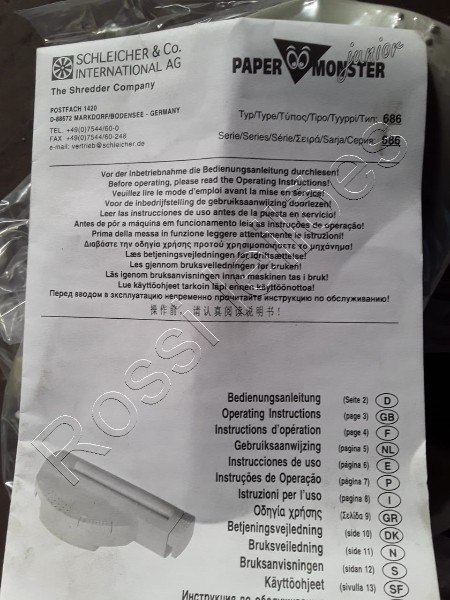 SCHLEICHER & Co.
INTERNATIONAL AG
The Shredder Company
PAPER MONSTER
junior
POSTFACH 1420
D-88672 MARKDORF/BODENSEE - GERMANY
TEL. +49(0)7544/60-0
FAX +49(0)7544/60-248
e-mail: vertrieb@schleicher.de
Typ/Type/Τύπος/Tipo/Tyyppi/Тип: 686
Serie/Series/Série/Σειρά/Sarja/Серия: 686
Vor der Inbetriebnahme die Bedienungsanleitung durchlesen!
Before operating, please read the Operating Instructions!
Veuillez lire le mode d'emploi avant la mise en service!
Voor de inbedrijfstelling de gebruiksaanwijzing doorlezen!
Leer las instrucciones de uso antes de la puesta en servicio!
Antes de pôr a máquina em funcionamento leia as instruções de operação!
Prima della messa in funzione leggere attentamente le istruzioni!
Διαβάστε την οδηγία χρήσης προτού χρησιμοποιήσετε το μηχάνημα!
Læs betjeningsvejledningen før idriftsættelse!
Les gjennom bruksveiledningen før bruken!
Läs igenom bruksanvisningen innan maskinen tas i bruk!
Lue käyttöohjeet tarkoin läpi ennen käyttöönottoa!
Перед вводом в эксплуатацию непременно прочитайте инструкцию по обслуживанию!
操作前，请认真阅读说明书！
Bedienungsanleitung (Seite 2) D
Operating Instructions (page 3) GB
Instructions d'opération (page 4) F
Gebruiksaanwijzing (pagina 5) NL
Instrucciones de uso (página 6) E
Instruções de Operação (página 7) P
Istruzioni per l'uso (pagina 8) I
Οδηγία χρήσης (Σελίδα 9) GR
Betjeningsvejledning (side 10) DK
Bruksveiledning (side 11) N
Bruksanvisningen (sidan 12) S
Käyttöohjeet (sivulla 13) SF
Инструкция по обслуживанию
Rossi Nunes